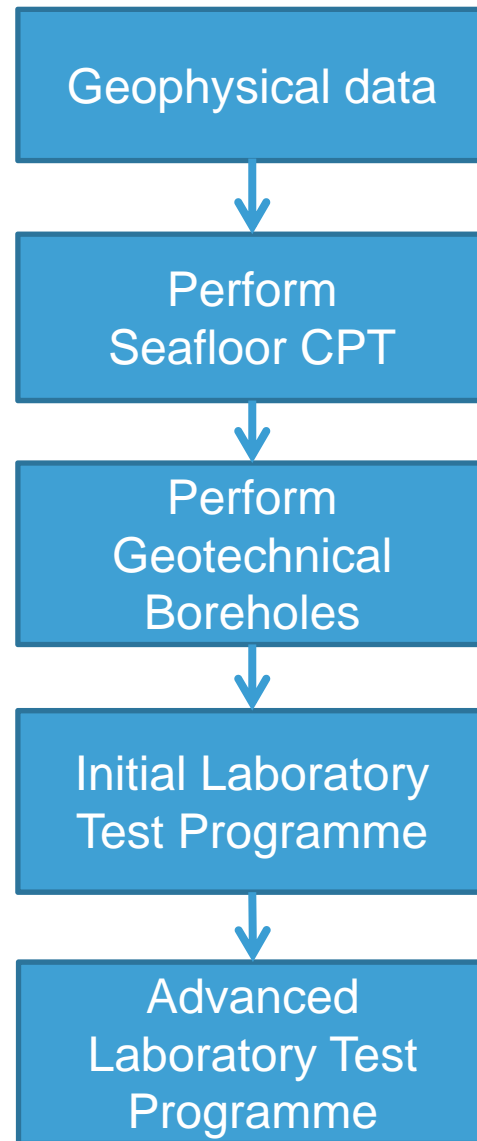 Geophysical data
Perform
Seafloor CPT
Perform
Geotechnical
Boreholes
Initial Laboratory
Test Programme
Advanced
Laboratory Test
Programme